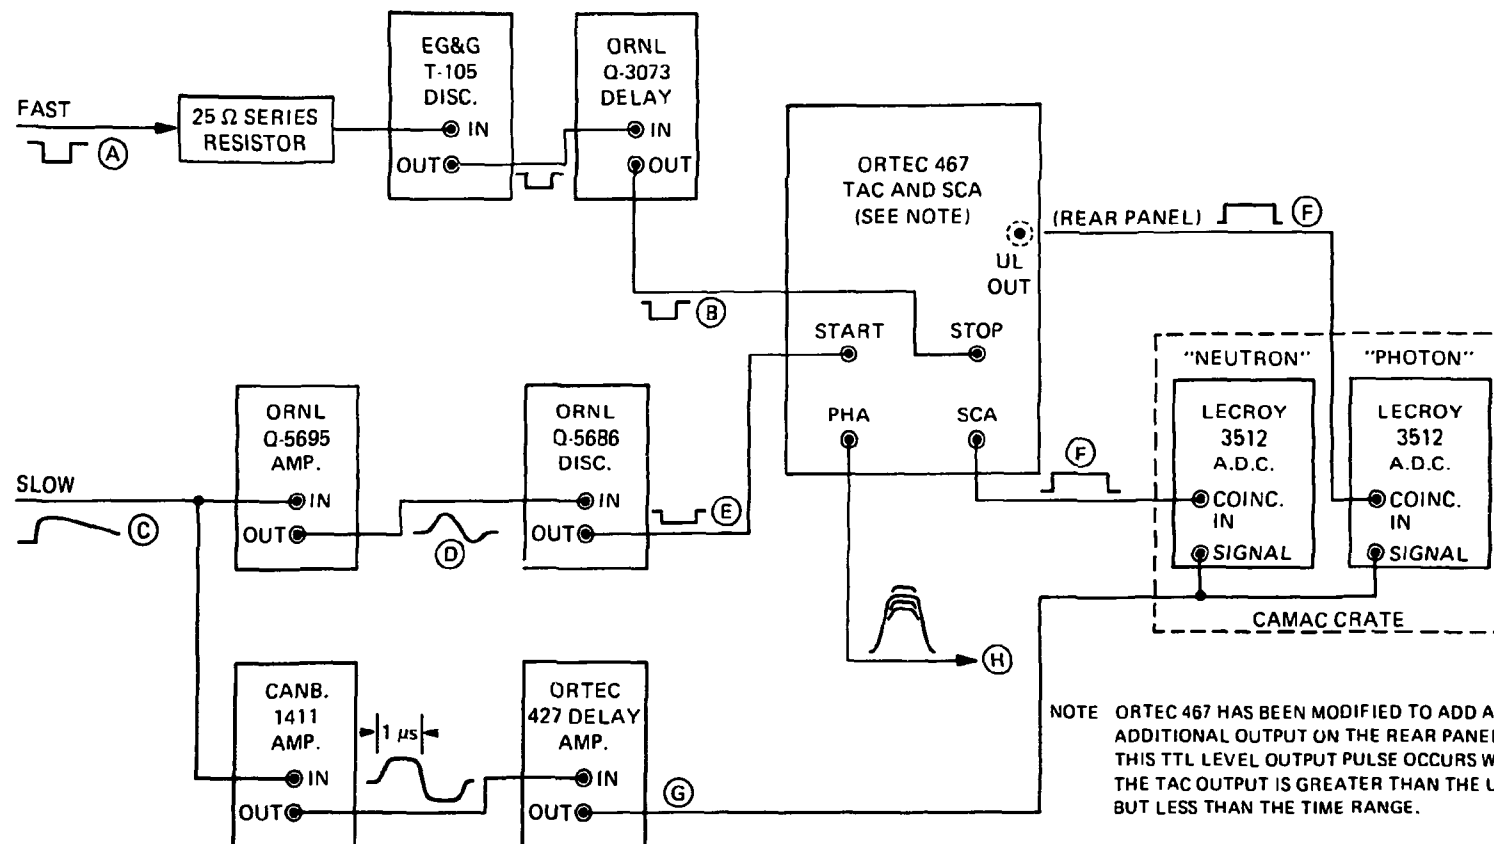 FAST
A
25 Ω SERIES
RESISTOR
EG&G
T-105
DISC.
IN
OUT
ORNL
Q-3073
DELAY
IN
OUT
B
ORTEC 467
TAC AND SCA
(SEE NOTE)
UL
OUT
START
STOP
PHA
SCA
(REAR PANEL)
F
F
H
"NEUTRON"
"PHOTON"
LECROY
3512
A.D.C.
COINC.
IN
SIGNAL
LECROY
3512
A.D.C.
COINC.
IN
SIGNAL
CAMAC CRATE
SLOW
C
ORNL
Q-5695
AMP.
IN
OUT
D
ORNL
Q-5686
DISC.
IN
OUT
E
CANB.
1411
AMP.
IN
OUT
1 µs
ORTEC
427 DELAY
AMP.
IN
OUT
G
NOTE ORTEC 467 HAS BEEN MODIFIED TO ADD A
ADDITIONAL OUTPUT ON THE REAR PANEL
THIS TTL LEVEL OUTPUT PULSE OCCURS W
THE TAC OUTPUT IS GREATER THAN THE U
BUT LESS THAN THE TIME RANGE.